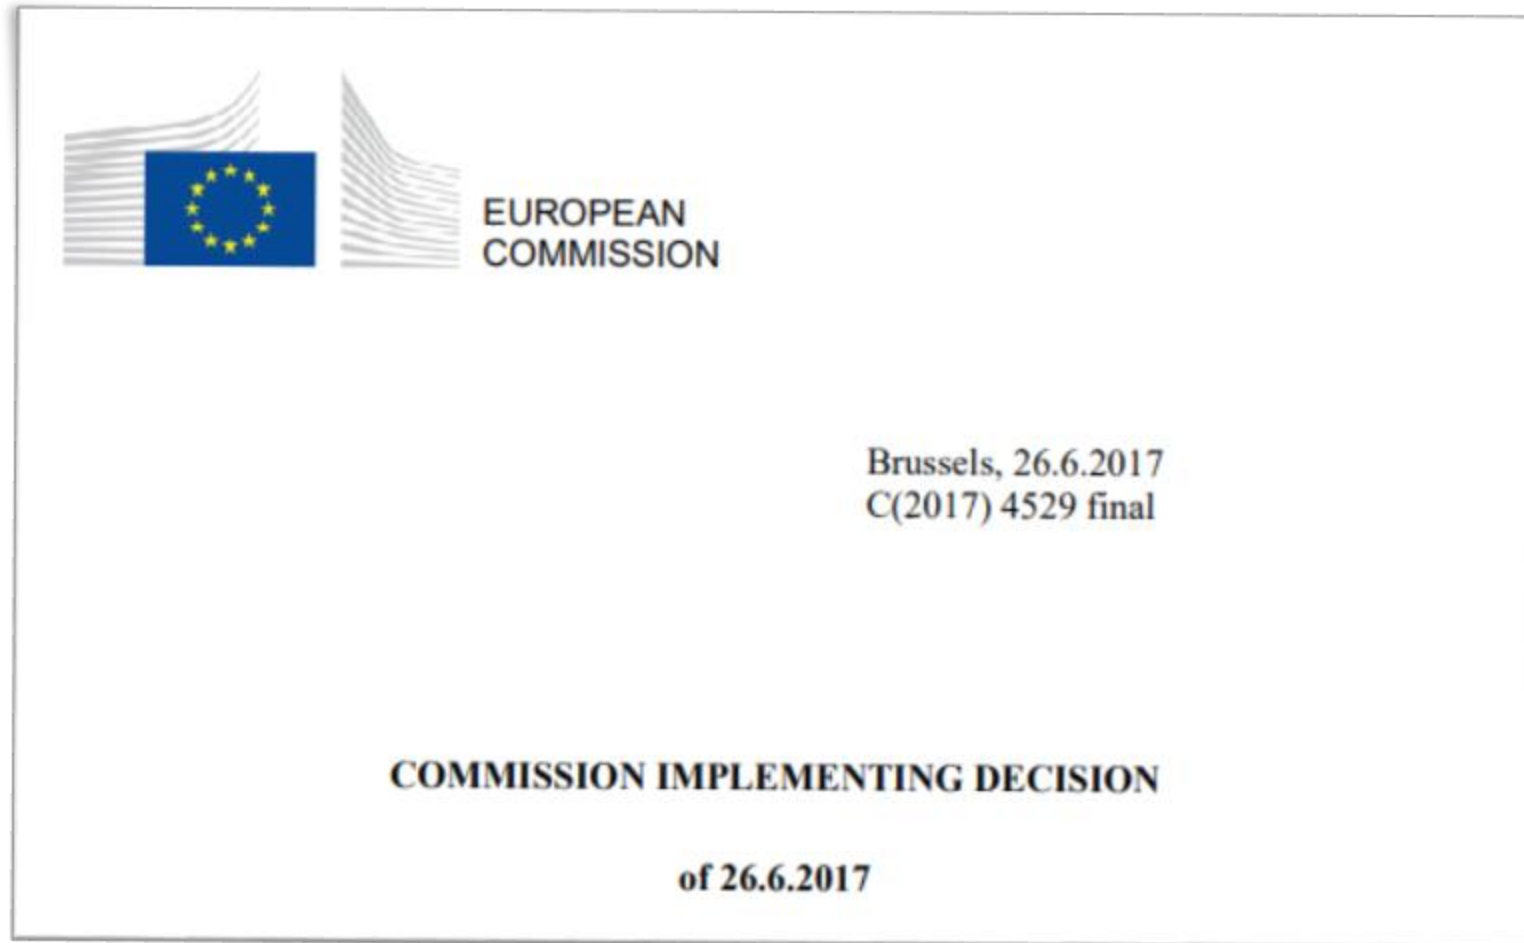 EUROPEAN
COMMISSION
Brussels, 26.6.2017
C(2017) 4529 final
COMMISSION IMPLEMENTING DECISION
of 26.6.2017